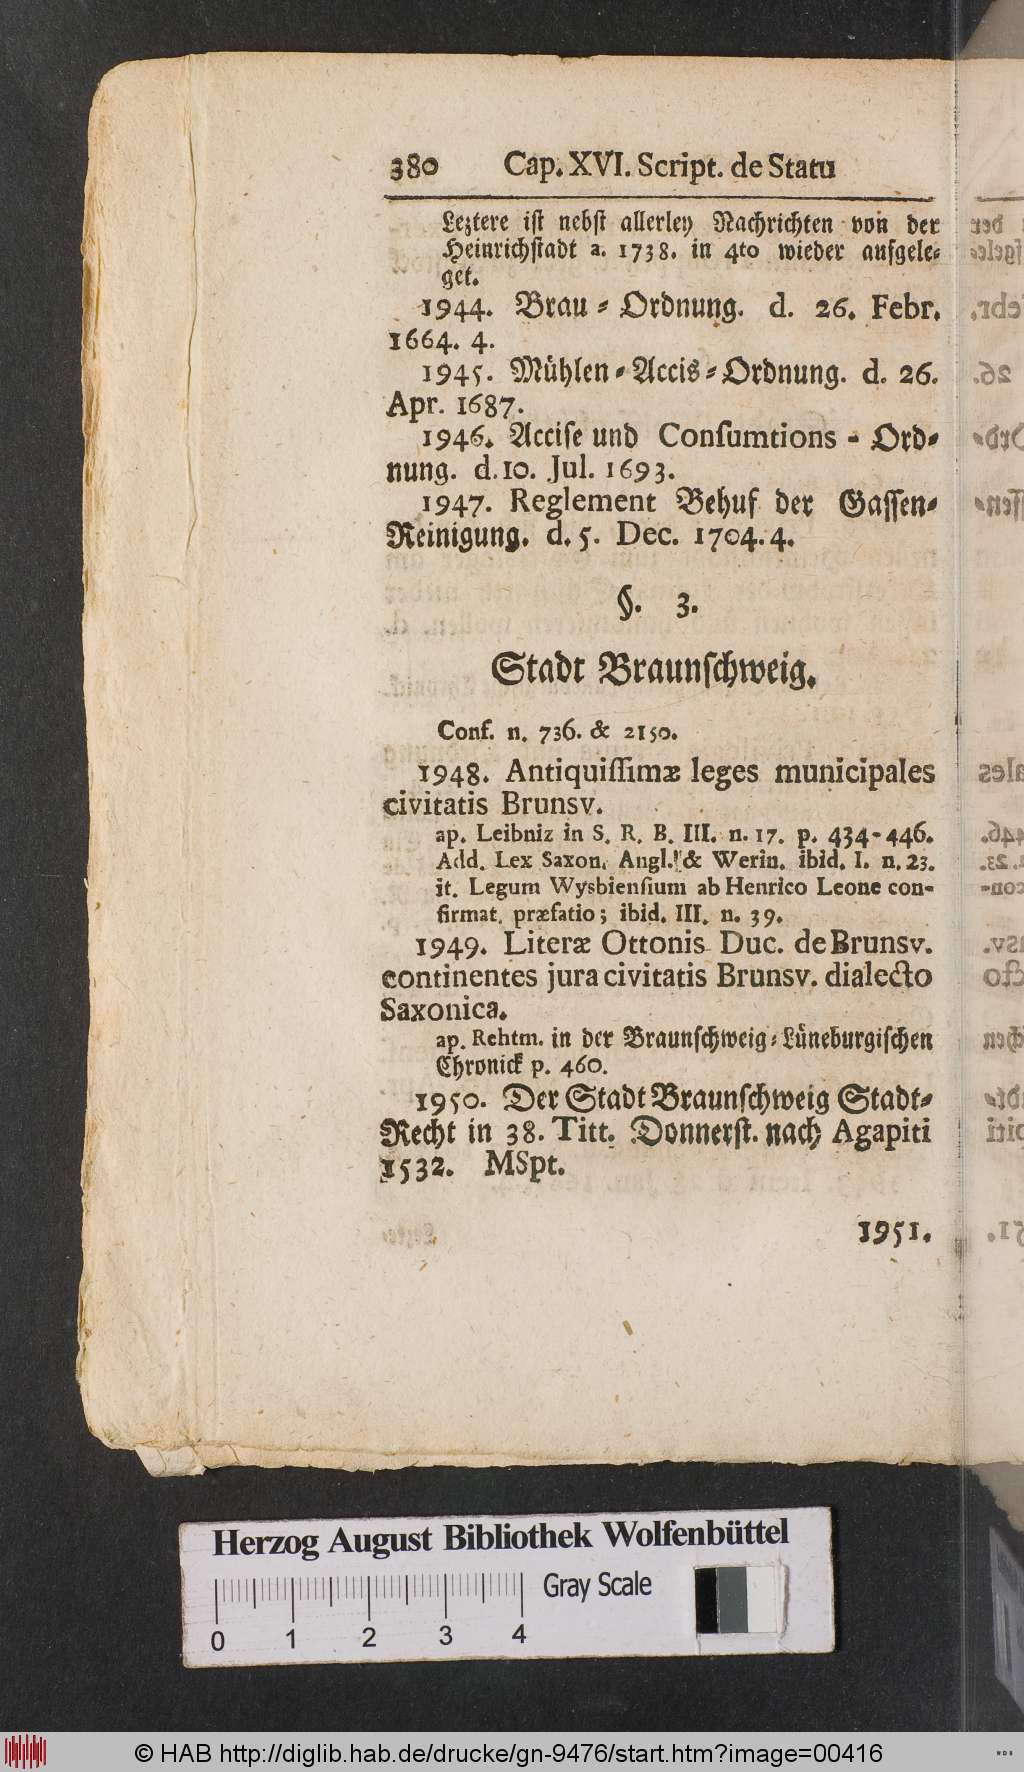 380 Cap. XVI. Script. de Statu
Leztere ist nebst allerley Nachrichten von der
Heinrichstadt a. 1738. in 4to wieder aufgele-
get.
1944. Brau-Ordnung. d. 26. Febr.
1664. 4.
1945. Mühlen-Accis-Ordnung. d. 26.
Apr. 1687.
1946. Accise und Consumtions-Ord-
nung. d. 10. Jul. 1693.
1947. Reglement Behuf der Gassen-
Reinigung. d. 5. Dec. 1704. 4.
§. 3.
Stadt Braunschweig.
Conf. n. 736. & 2150.
1948. Antiquissimæ leges municipales
civitatis Brunsv.
ap. Leibniz in S. R. B. III. n. 17. p. 434-446.
Add. Lex Saxon. Angl. & Werin. ibid. I. n. 23.
it. Legum Wysbiensium ab Henrico Leone con-
firmat. præfatio; ibid. III. n. 39.
1949. Literæ Ottonis Duc. de Brunsv.
continentes jura civitatis Brunsv. dialecto
Saxonica.
ap. Rehtm. in der Braunschweig-Lüneburgischen
Chronick p. 460.
1950. Der Stadt Braunschweig Stadt-
Recht in 38. Titt. Donnerst. nach Agapiti
1532. MSpt.
1951.
Herzog August Bibliothek Wolfenbüttel
Gray Scale
0 1 2 3 4
© HAB http://diglib.hab.de/drucke/gn-9476/start.htm?image=00416